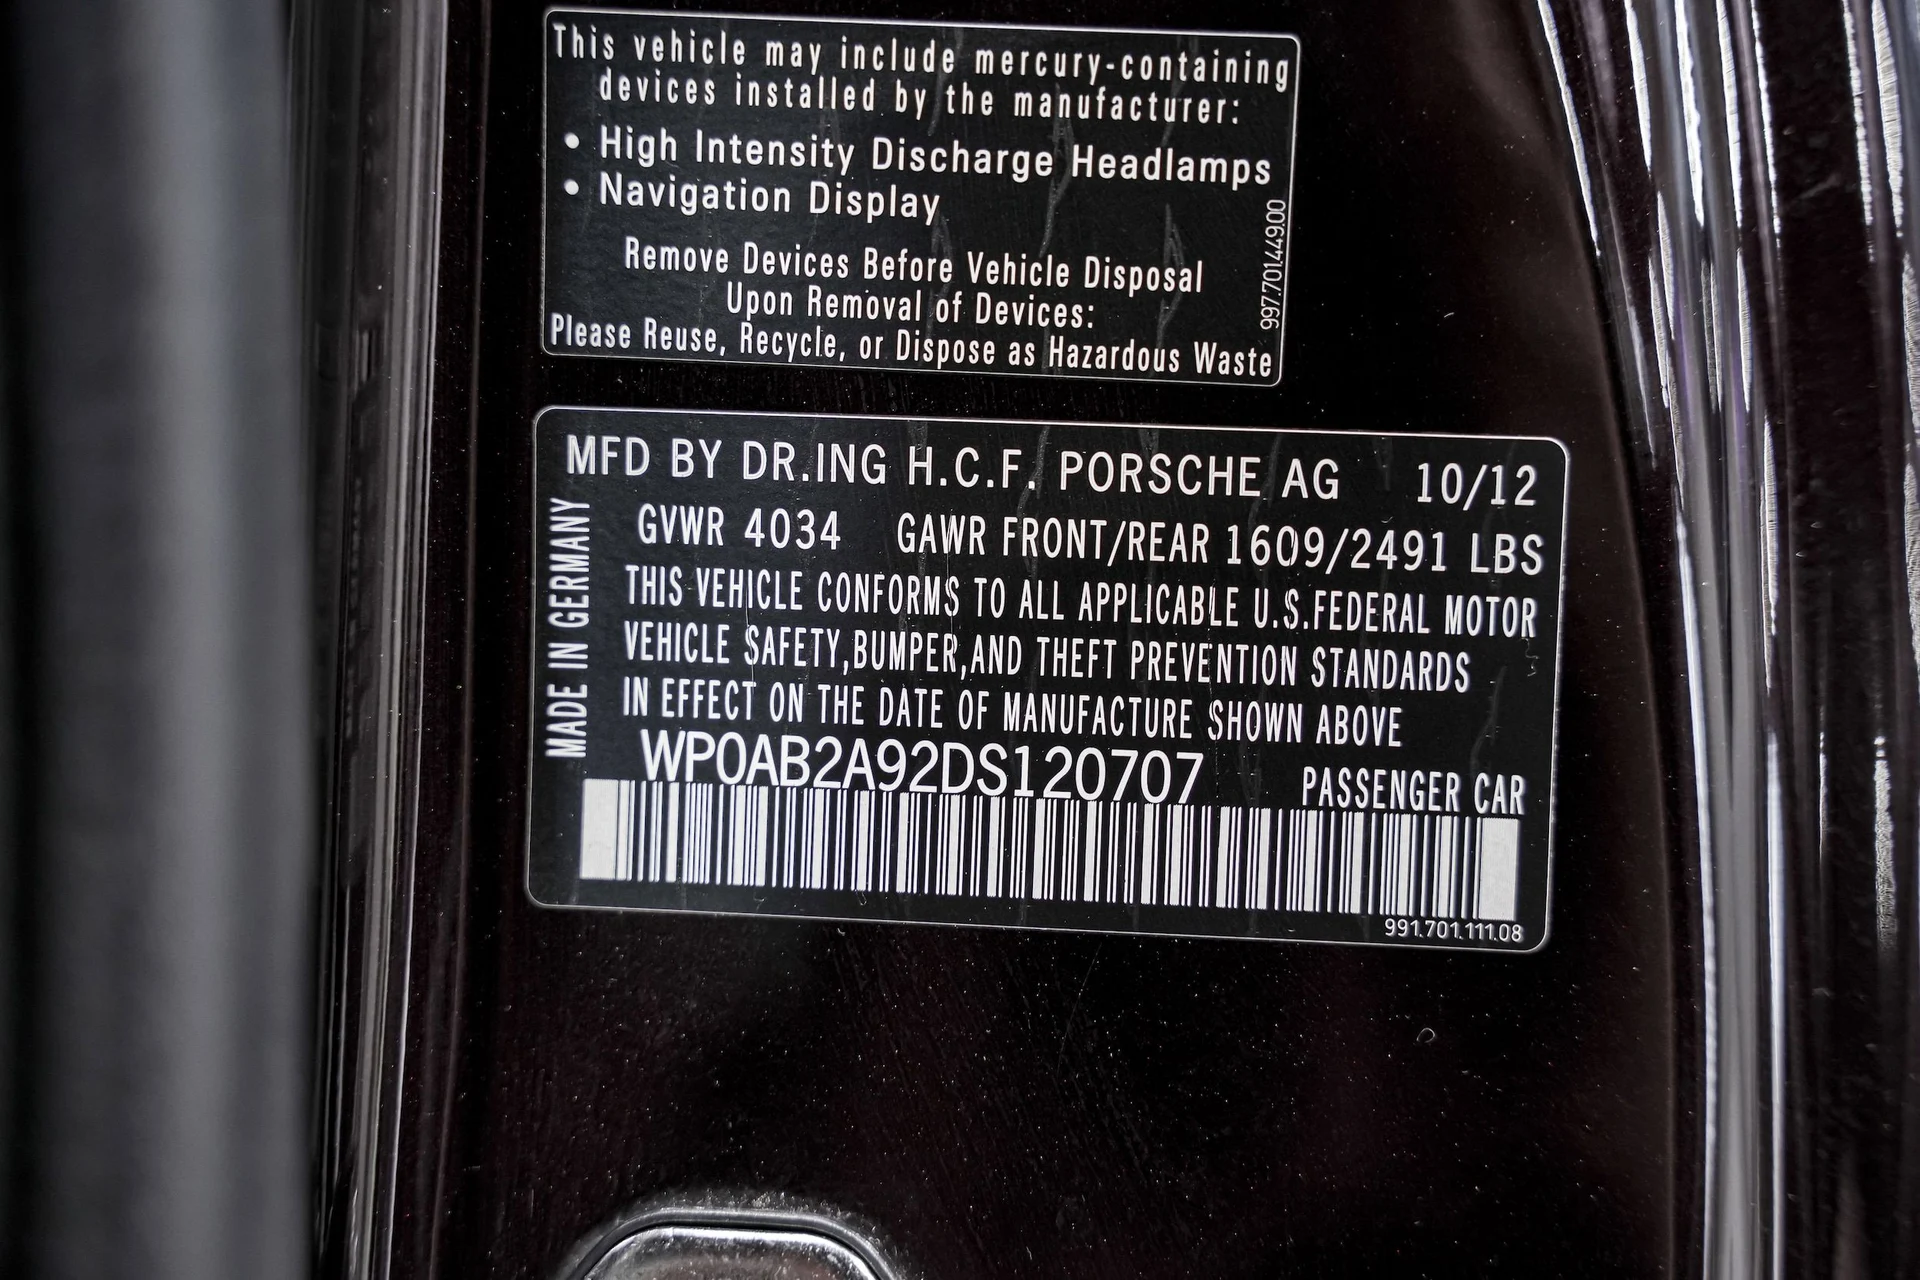 This vehicle may include mercury-containing
devices installed by the manufacturer:
• High Intensity Discharge Headlamps
• Navigation Display
Remove Devices Before Vehicle Disposal
Upon Removal of Devices:
Please Reuse, Recycle, or Dispose as Hazardous Waste
997.701.449.00
MFD BY DR.ING H.C.F. PORSCHE AG 10/12
GVWR 4034 GAWR FRONT/REAR 1609/2491 LBS
THIS VEHICLE CONFORMS TO ALL APPLICABLE U.S.FEDERAL MOTOR
VEHICLE SAFETY,BUMPER,AND THEFT PREVENTION STANDARDS
IN EFFECT ON THE DATE OF MANUFACTURE SHOWN ABOVE
MADE IN GERMANY
WP0AB2A92DS120707 PASSENGER CAR
991.701.111.08